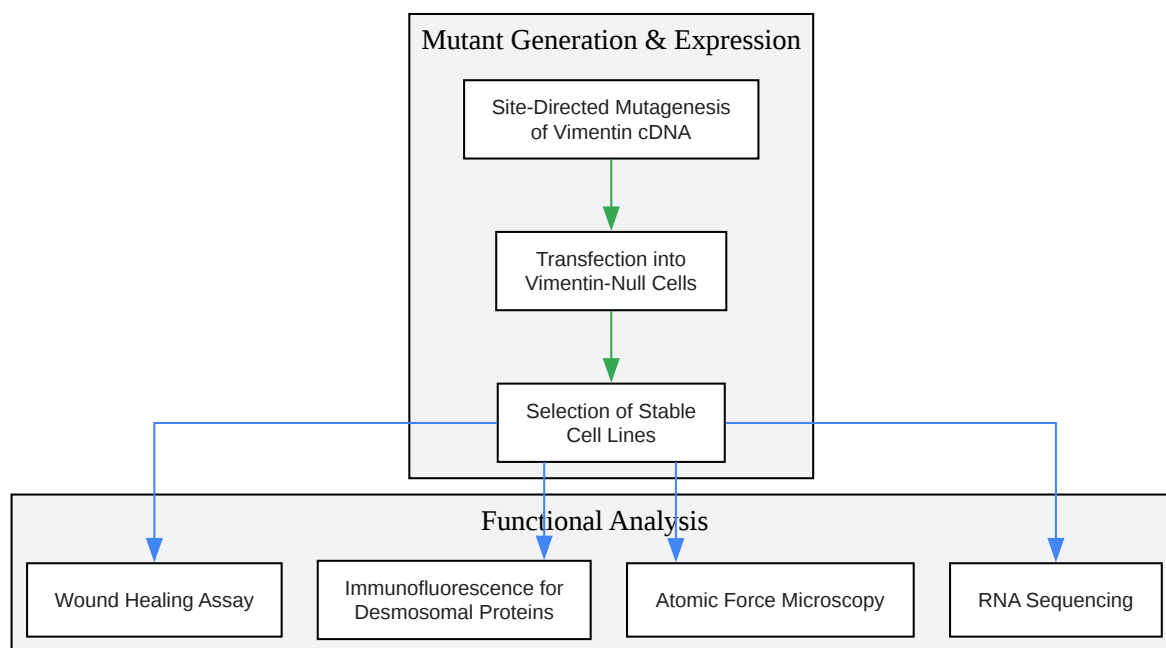 Mutant Generation & Expression
Site-Directed Mutagenesis
of Vimentin cDNA
Transfection into
Vimentin-Null Cells
Selection of Stable
Cell Lines
Functional Analysis
Wound Healing Assay
Immunofluorescence for
Desmosomal Proteins
Atomic Force Microscopy
RNA Sequencing